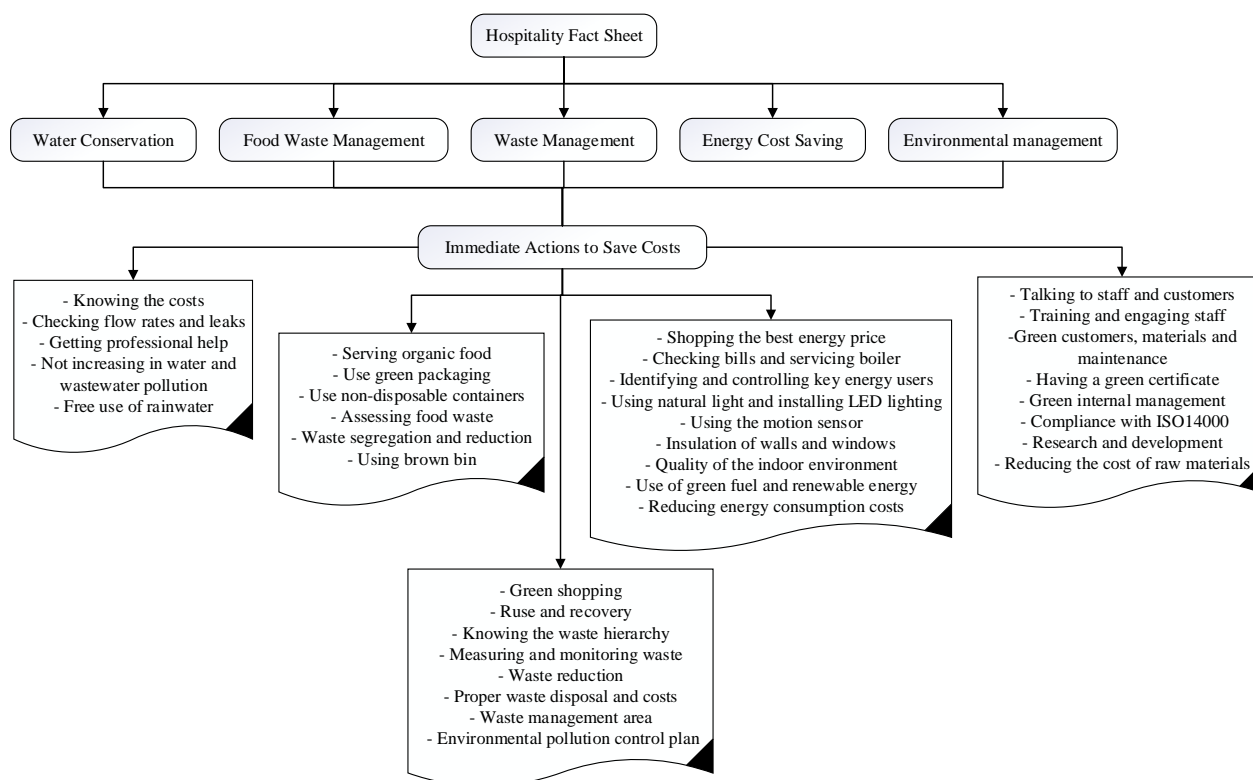 Hospitality Fact Sheet
Water Conservation
Food Waste Management
Waste Management
Energy Cost Saving
Environmental management
Immediate Actions to Save Costs
- Knowing the costs
- Checking flow rates and leaks
- Getting professional help
- Not increasing in water and
wastewater pollution
- Free use of rainwater
- Serving organic food
- Use green packaging
- Use non-disposable containers
- Assessing food waste
- Waste segregation and reduction
- Using brown bin
- Shopping the best energy price
- Checking bills and servicing boiler
- Identifying and controlling key energy users
- Using natural light and installing LED lighting
- Using the motion sensor
- Insulation of walls and windows
- Quality of the indoor environment
- Use of green fuel and renewable energy
- Reducing energy consumption costs
- Talking to staff and customers
- Training and engaging staff
-Green customers, materials and
maintenance
- Having a green certificate
- Green internal management
- Compliance with ISO14000
- Research and development
- Reducing the cost of raw materials
- Green shopping
- Ruse and recovery
- Knowing the waste hierarchy
- Measuring and monitoring waste
- Waste reduction
- Proper waste disposal and costs
- Waste management area
- Environmental pollution control plan